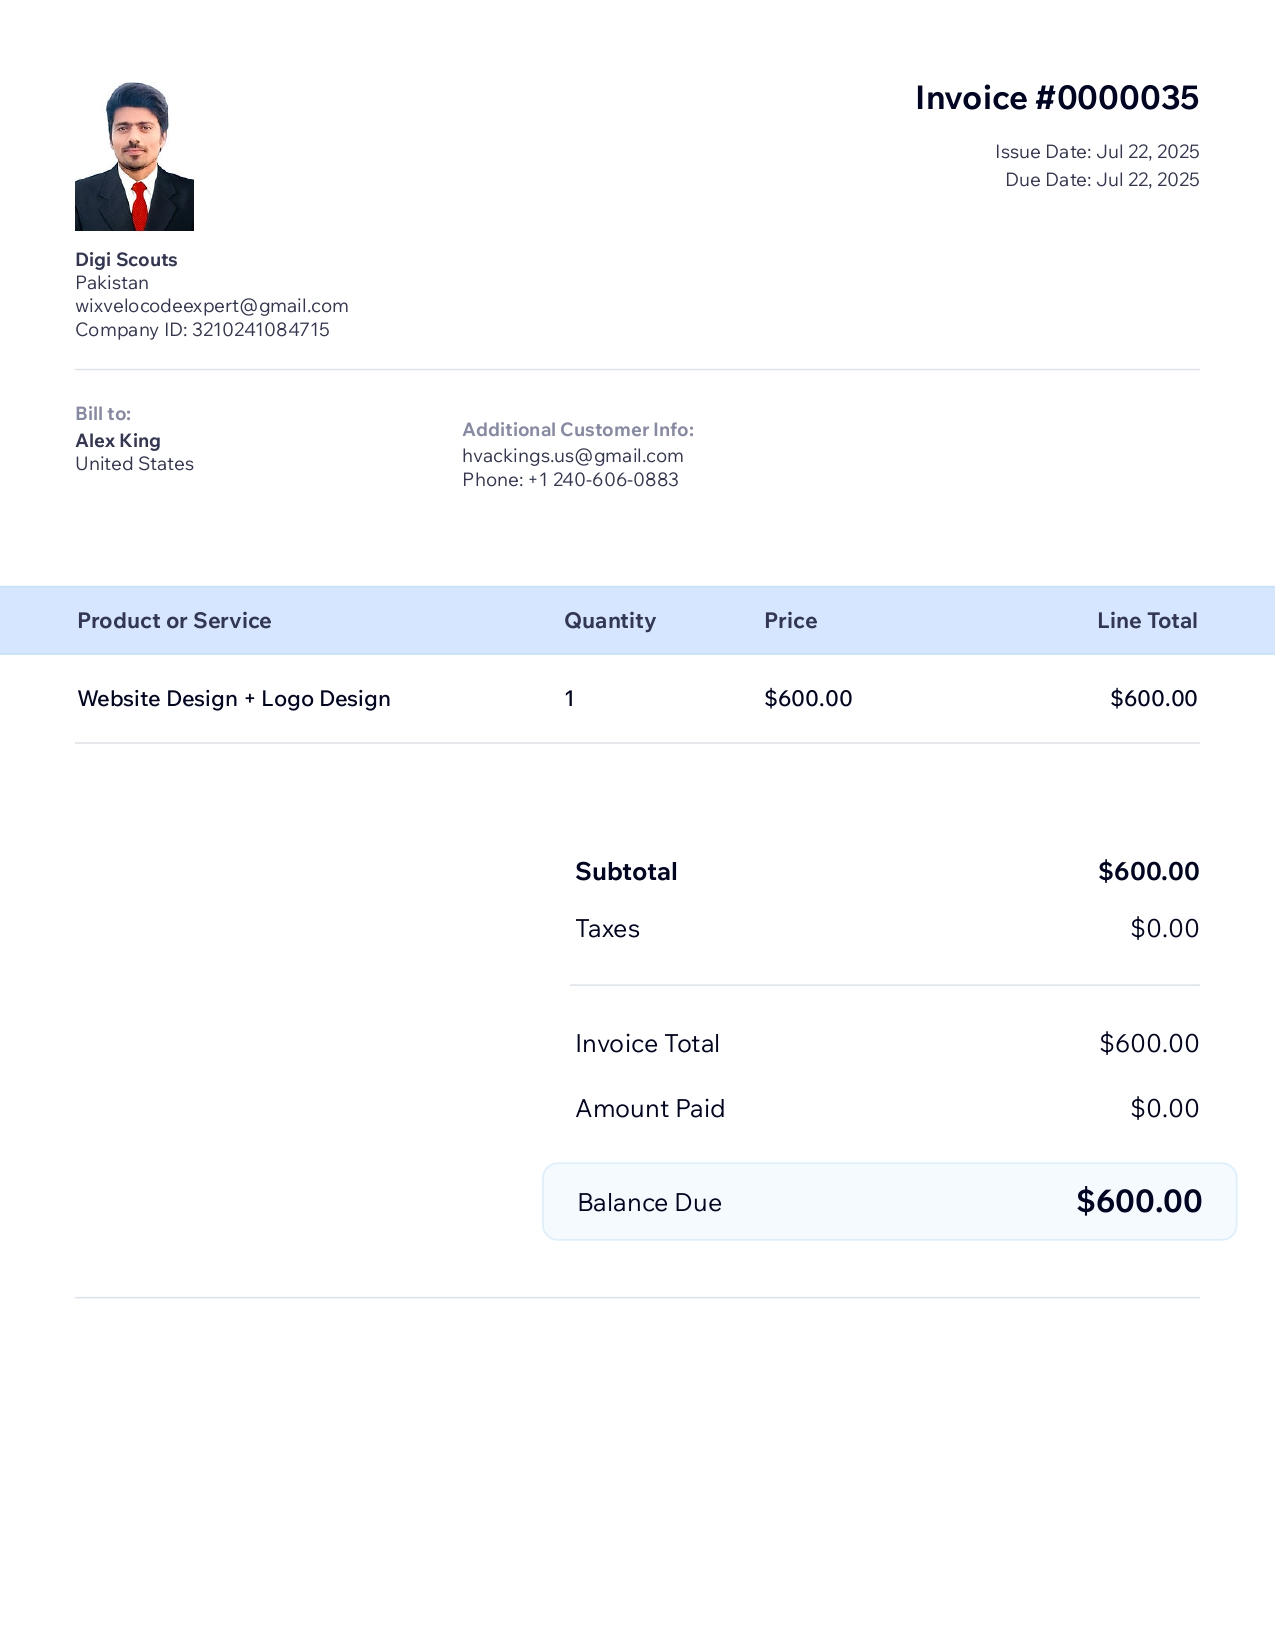 Invoice #0000035
Issue Date: Jul 22, 2025
Due Date: Jul 22, 2025
Digi Scouts
Pakistan
wixvelocodeexpert@gmail.com
Company ID: 3210241084715
Bill to:
Alex King
United States
Additional Customer Info:
hvackings.us@gmail.com
Phone: +1 240-606-0883
Product or Service Quantity Price Line Total
Website Design + Logo Design 1 $600.00 $600.00
Subtotal $600.00
Taxes $0.00
Invoice Total $600.00
Amount Paid $0.00
Balance Due $600.00